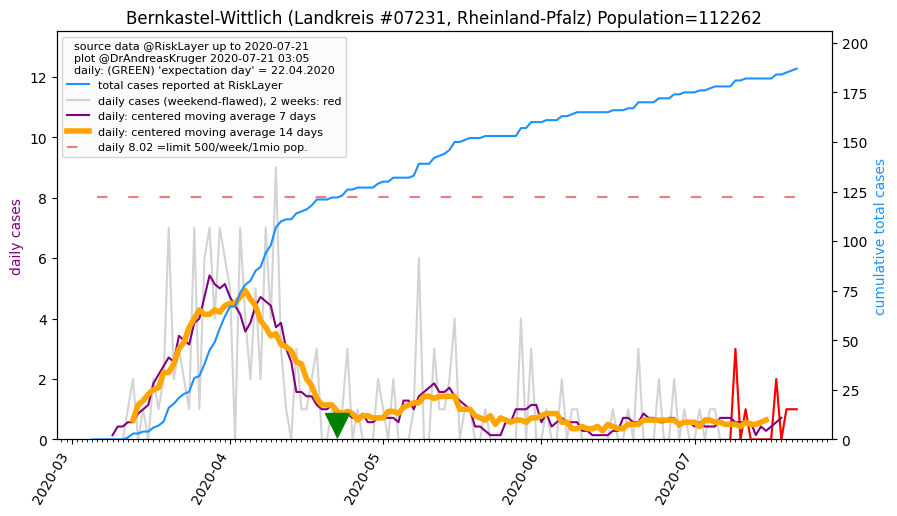 Bernkastel-Wittlich (Landkreis #07231, Rheinland-Pfalz) Population=112262
source data @RiskLayer up to 2020-07-21
plot @DrAndreasKruger 2020-07-21 03:05
daily: (GREEN) 'expectation day' = 22.04.2020
total cases reported at RiskLayer
daily cases (weekend-flawed), 2 weeks: red
daily: centered moving average 7 days
daily: centered moving average 14 days
daily 8.02 =limit 500/week/1mio pop.
daily cases
12
10
8
6
4
2
0
cumulative total cases
200
175
150
125
100
75
50
25
0
2020-03
2020-04
2020-05
2020-06
2020-07